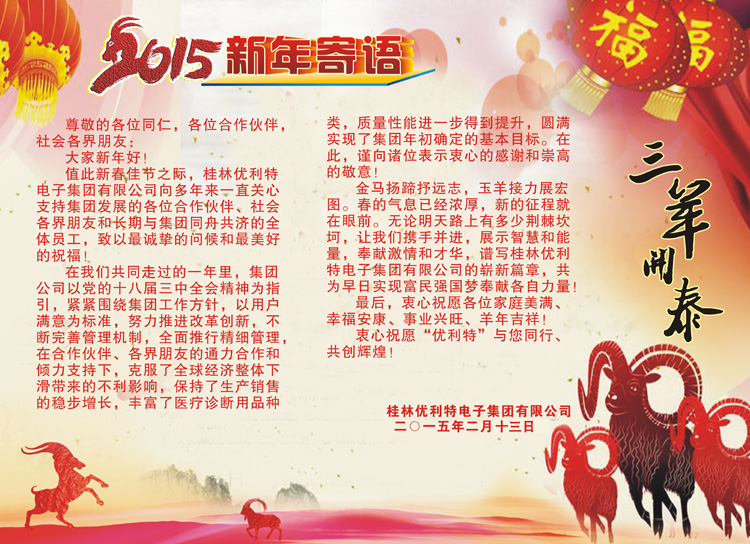 2015新年寄语
尊敬的各位同仁，各位合作伙伴，
社会各界朋友：
大家新年好！
值此新春佳节之际，桂林优利特
电子集团有限公司向多年来一直关心
支持集团发展的各位合作伙伴、社会
各界朋友和长期与集团同舟共济的全
体员工，致以最诚挚的问候和最美好
的祝福！
在我们共同走过的一年里，集团
公司以党的十八届三中全会精神为指
引，紧紧围绕集团工作方针，以用户
满意为标准，努力推进改革创新，不
断完善管理机制，全面推行精细管理，
在合作伙伴、各界朋友的通力合作和
倾力支持下，克服了全球经济整体下
滑带来的不利影响，保持了生产销售
的稳步增长，丰富了医疗诊断用品种
类，质量性能进一步得到提升，圆满
实现了集团年初确定的基本目标。在
此，谨向诸位表示衷心的感谢和崇高
的敬意！
金马扬蹄抒远志，玉羊接力展宏
图。春的气息已经浓厚，新的征程就
在眼前。无论明天路上有多少荆棘坎
坷，让我们携手并进，展示智慧和能
量，奉献激情和才华，谱写桂林优利
特电子集团有限公司的崭新篇章，共
为早日实现富民强国梦奉献各自力量！
最后，衷心祝愿各位家庭美满、
幸福安康、事业兴旺、羊年吉祥！
衷心祝愿“优利特”与您同行、
共创辉煌！
桂林优利特电子集团有限公司
二〇一五年二月十三日
福
福
三羊开泰